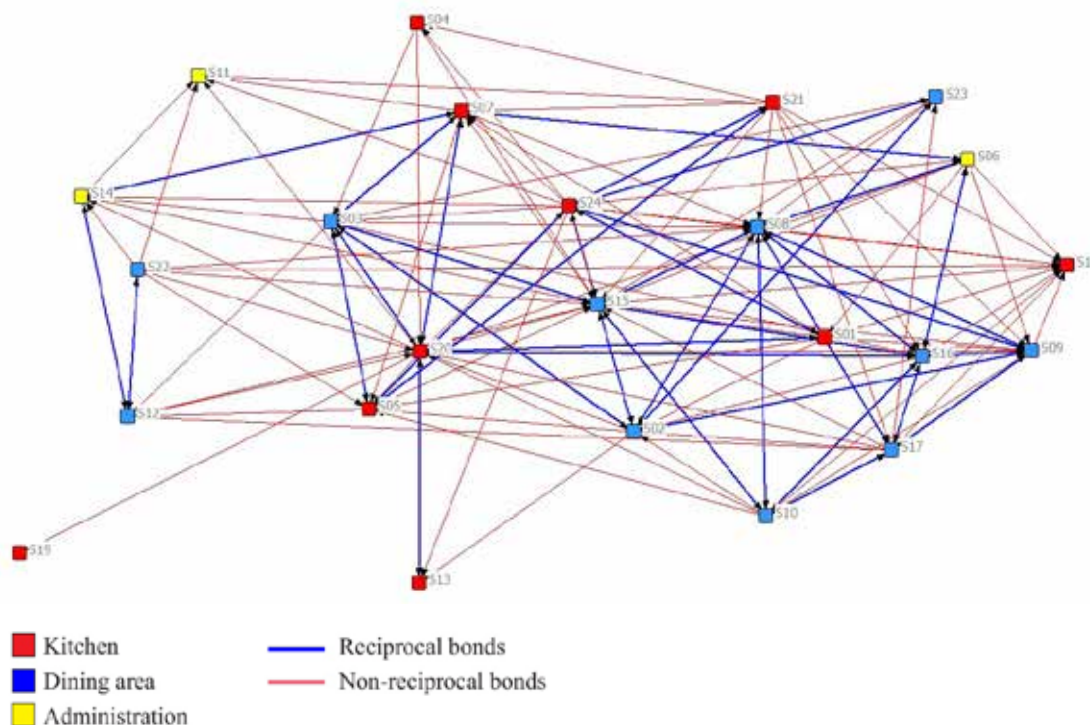 S04
S11
S07
S21
S23
S06
S14
S24
S03
S08
S22
S15
S01
S16
S09
S05
S12
S02
S17
S10
S19
S13
Kitchen
Reciprocal bonds
Dining area
Non-reciprocal bonds
Administration